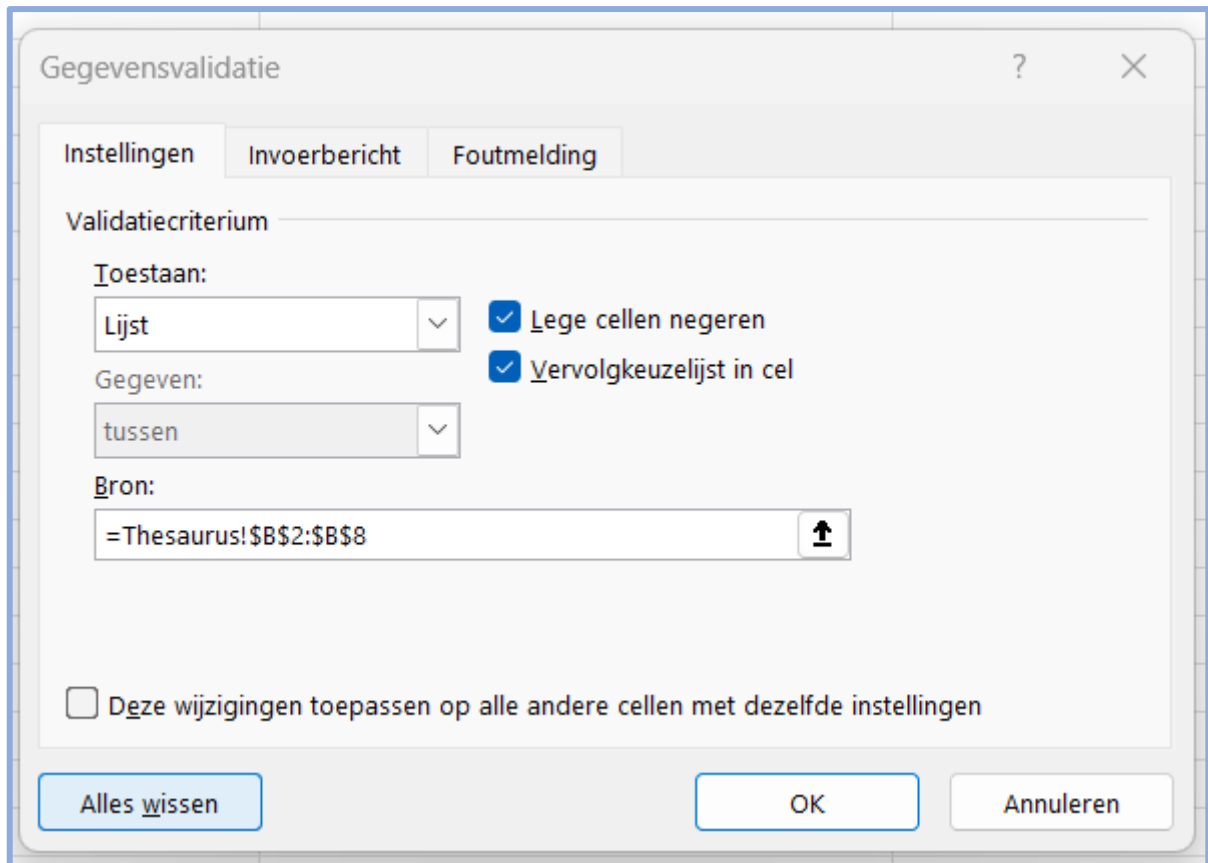 Gegevensvalidatie ?
Instellingen Invoerbericht Foutmelding
Validatiecriterium
Toestaan:
Lijst
Lege cellen negeren
Vervolgkeuzelijst in cel
Gegeven:
tussen
Bron:
=Thesaurus!$B$2:$B$8
Deze wijzigingen toepassen op alle andere cellen met dezelfde instellingen
Alles wissen OK Annuleren